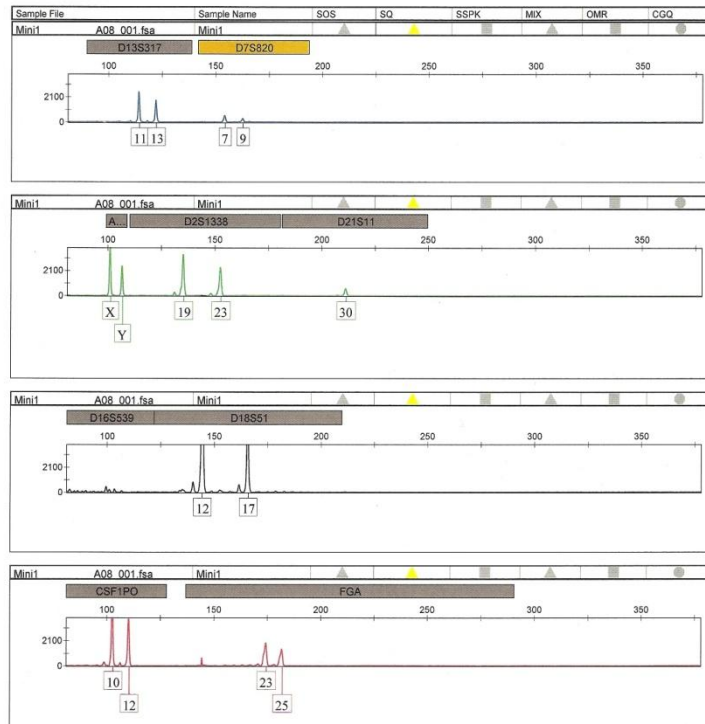 Sample File Sample Name SOS SQ SSPK MIX OMR CGQ
Mini1 A08_001.fsa Mini1
D13S317 D7S820
100 150 200 250 300 350
2100
0
11 13 7 9
Mini1 A08_001.fsa Mini1
A... D2S1338 D21S11
100 150 200 250 300 350
2100
0
X 19 23 30
Y
Mini1 A08_001.fsa Mini1
D16S539 D18S51
100 150 200 250 300 350
2100
0
12 17
Mini1 A08_001.fsa Mini1
CSF1PO FGA
100 150 200 250 300 350
2100
0
10 23
12 25